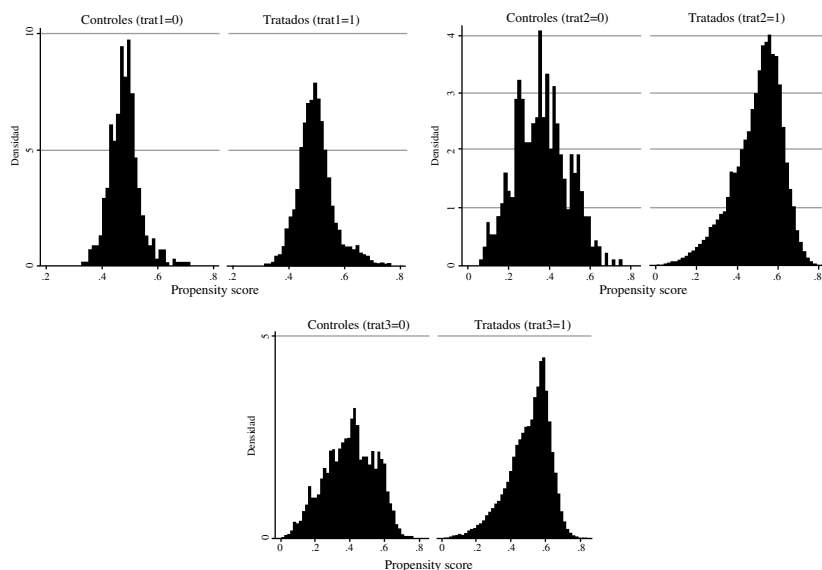 Controles (trat1=0)
Tratados (trat1=1)
10
5
0
Densidad
.2 .4 .6 .8
.2 .4 .6 .8
Propensity score
Controles (trat2=0)
Tratados (trat2=1)
4
3
2
1
0
Densidad
0 .2 .4 .6 .8
0 .2 .4 .6 .8
Propensity score
Controles (trat3=0)
Tratados (trat3=1)
5
0
Densidad
0 .2 .4 .6 .8
0 .2 .4 .6 .8
Propensity score